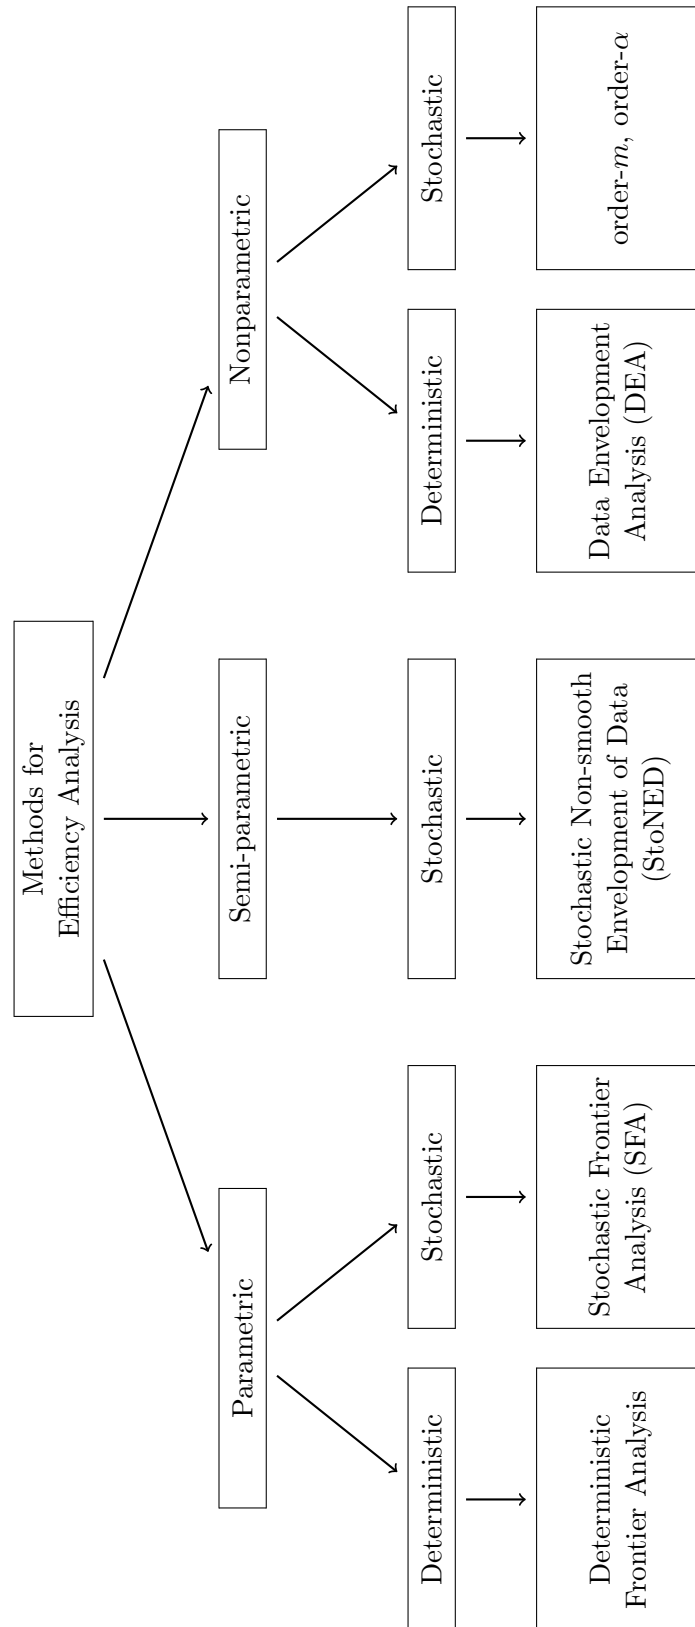 Methods for
Efficiency Analysis
Parametric
Semi-parametric
Nonparametric
Deterministic
Stochastic
Stochastic
Deterministic
Stochastic
Deterministic
Frontier Analysis
Stochastic Frontier
Analysis (SFA)
Stochastic Non-smooth
Envelopment of Data
(StoNED)
Data Envelopment
Analysis (DEA)
order-m, order-α